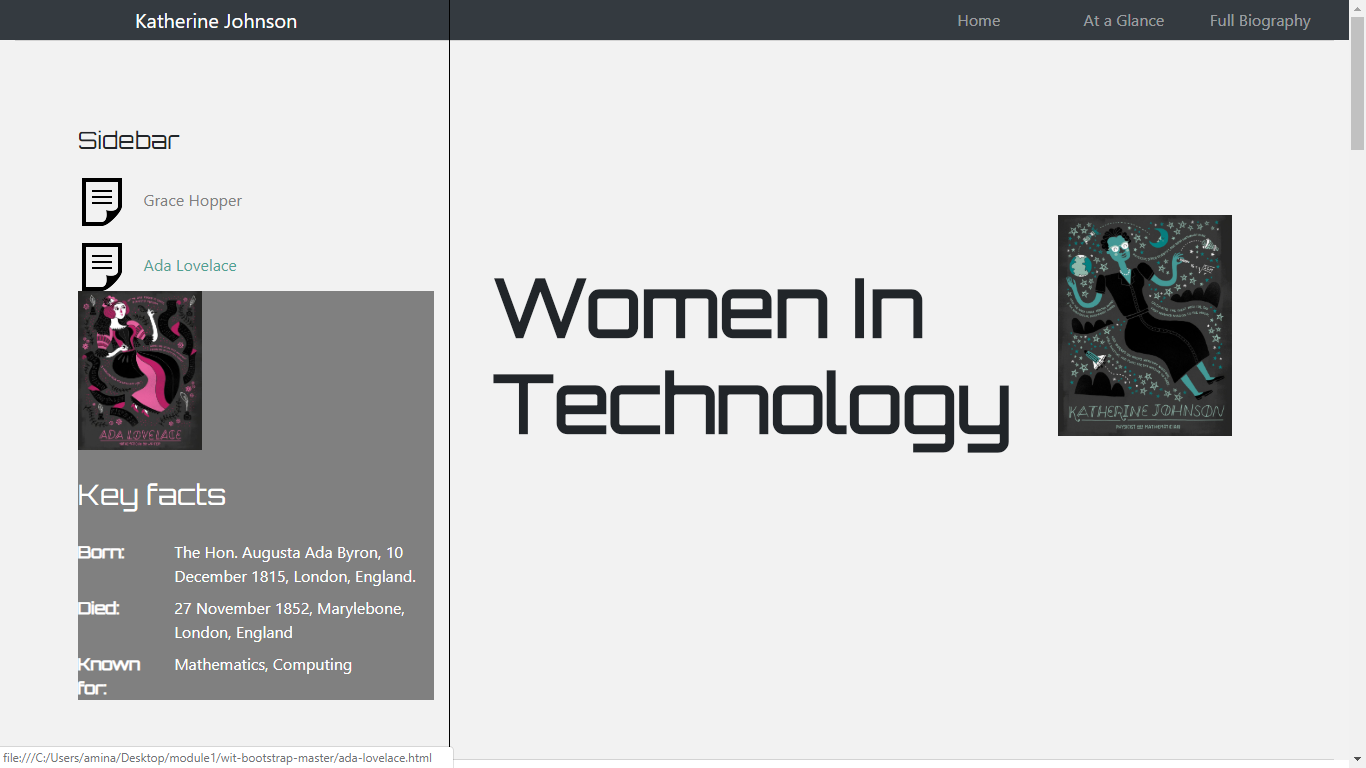 Katherine Johnson
Home
At a Glance
Full Biography
Sidebar
Grace Hopper
Ada Lovelace
ADA LOVELACE
Key facts
Born:
The Hon. Augusta Ada Byron, 10
December 1815, London, England.
Died:
27 November 1852, Marylebone,
London, England
Known
for:
Mathematics, Computing
Women In
Technology
KATHERINE JOHNSON
file:///C:/Users/amina/Desktop/module1/wit-bootstrap-master/ada-lovelace.html